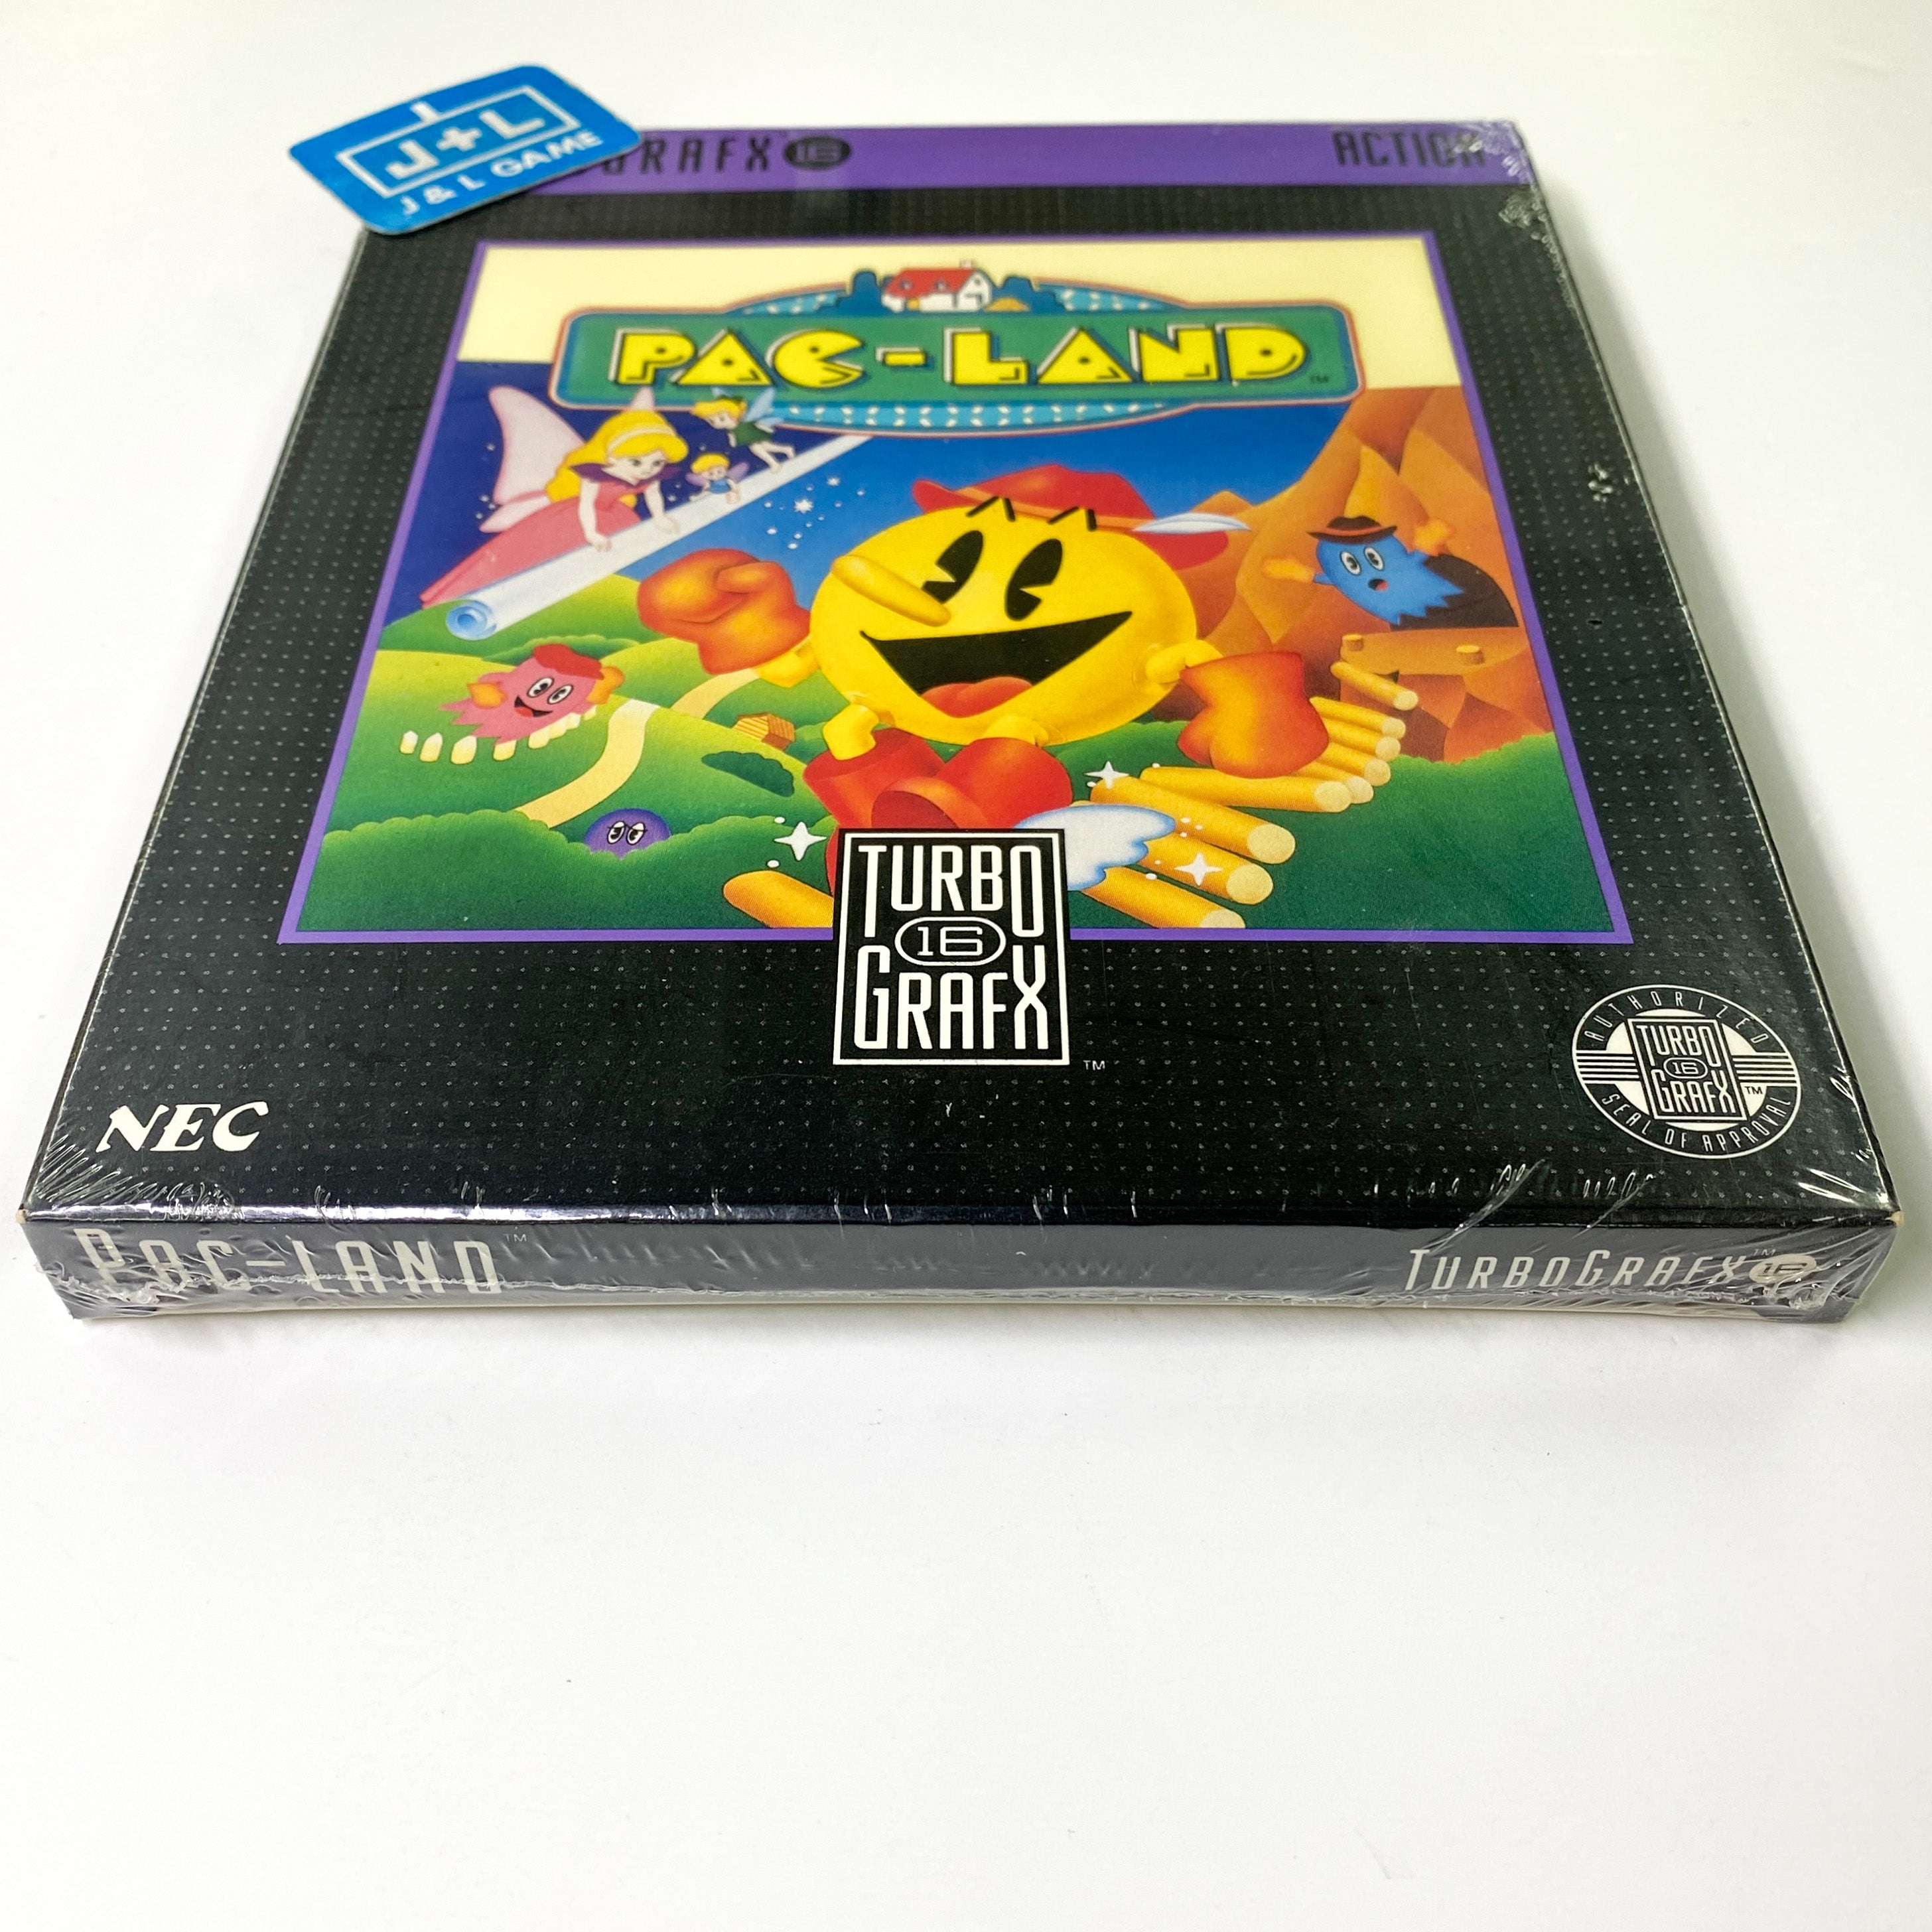 J+L
J & L GAME
GRAFX 16
ACTION
PAC-LAND TM
TURBO
16
GRAFX
TM
AUTHORIZED
TURBO
16
GRAFX
TM
SEAL OF APPROVAL
NEC
PAC-LAND TM
TURBOGRAFX TM 16